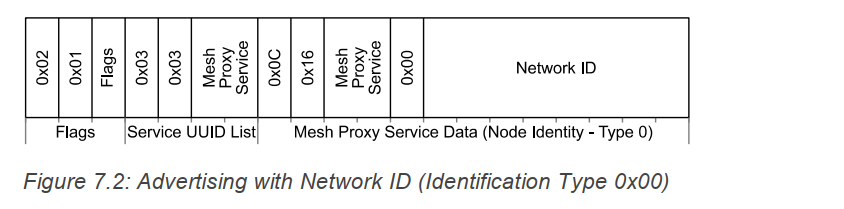 0x02 0x01 Flags 0x03 0x03 Mesh Proxy Service 0x0C 0x16 Mesh Proxy Service 0x00 Network ID
Flags Service UUID List Mesh Proxy Service Data (Node Identity - Type 0)
Figure 7.2: Advertising with Network ID (Identification Type 0x00)